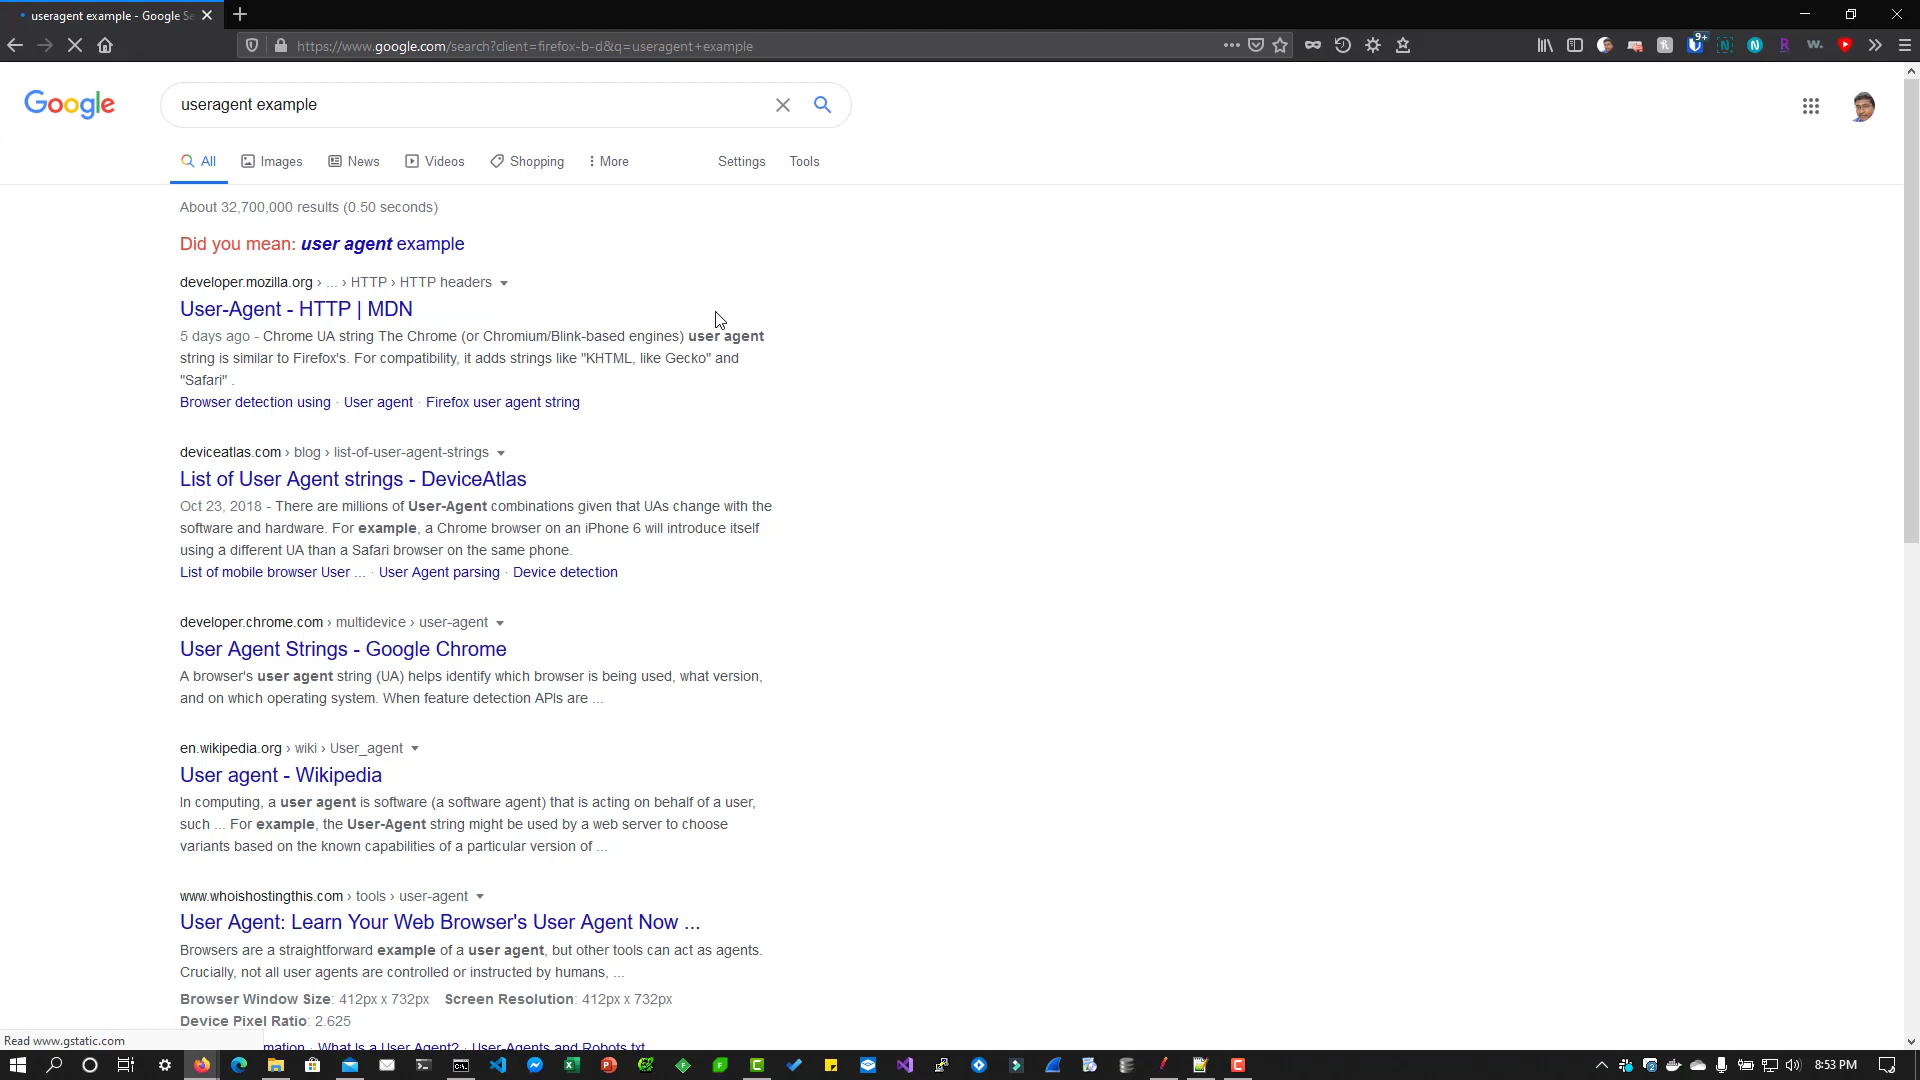 useragent example - Google Se
https://www.google.com/search?client=firefox-b-d&q=useragent+example
9+
Google
useragent example
All
Images
News
Videos
Shopping
More
Settings
Tools
About 32,700,000 results (0.50 seconds)
Did you mean: user agent example
developer.mozilla.org › ... › HTTP › HTTP headers
User-Agent - HTTP | MDN
5 days ago - Chrome UA string The Chrome (or Chromium/Blink-based engines) user agent
string is similar to Firefox's. For compatibility, it adds strings like "KHTML, like Gecko" and
"Safari" .
Browser detection using · User agent · Firefox user agent string
deviceatlas.com › blog › list-of-user-agent-strings
List of User Agent strings - DeviceAtlas
Oct 23, 2018 - There are millions of User-Agent combinations given that UAs change with the
software and hardware. For example, a Chrome browser on an iPhone 6 will introduce itself
using a different UA than a Safari browser on the same phone.
List of mobile browser User ... · User Agent parsing · Device detection
developer.chrome.com › multidevice › user-agent
User Agent Strings - Google Chrome
A browser's user agent string (UA) helps identify which browser is being used, what version,
and on which operating system. When feature detection APIs are ...
en.wikipedia.org › wiki › User_agent
User agent - Wikipedia
In computing, a user agent is software (a software agent) that is acting on behalf of a user,
such ... For example, the User-Agent string might be used by a web server to choose
variants based on the known capabilities of a particular version of ...
www.whoishostingthis.com › tools › user-agent
User Agent: Learn Your Web Browser's User Agent Now ...
Browsers are a straightforward example of a user agent, but other tools can act as agents.
Crucially, not all user agents are controlled or instructed by humans, ...
Browser Window Size: 412px x 732px Screen Resolution: 412px x 732px
Device Pixel Ratio: 2.625
Read www.gstatic.com
mation · What Is a User Agent? · User-Agents and Robots.txt
8:53 PM